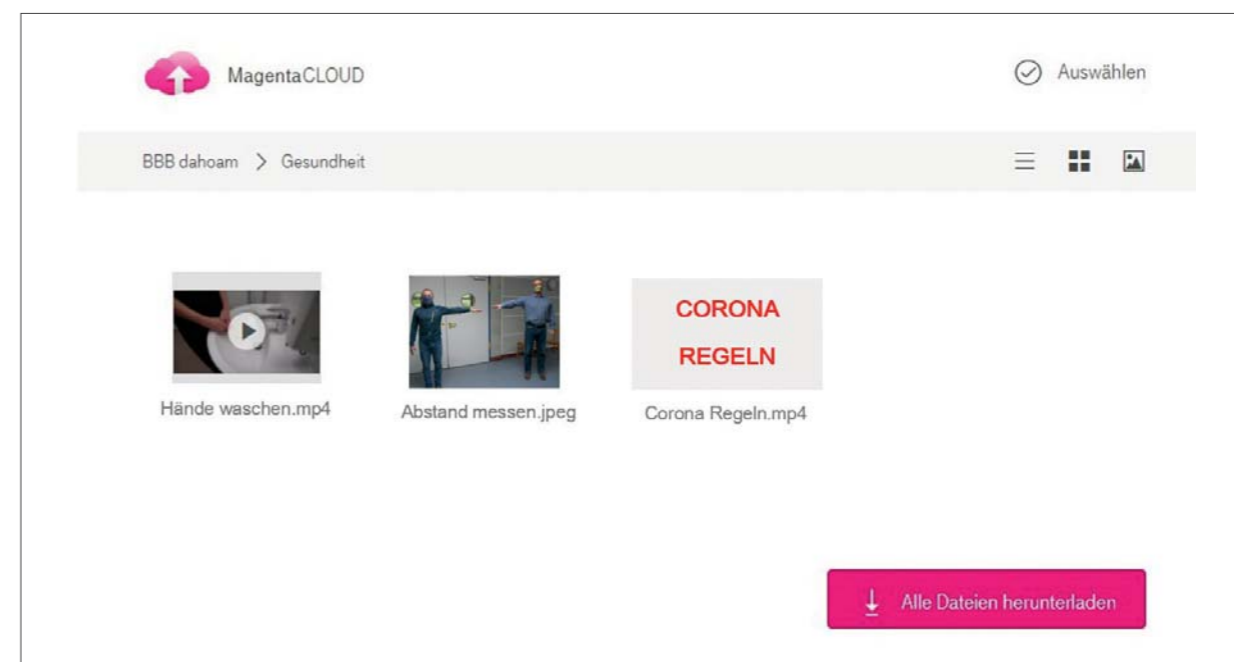 MagentaCLOUD
Auswählen
BBB dahoam > Gesundheit
CORONA
REGELN
Hände waschen.mp4
Abstand messen.jpeg
Corona Regeln.mp4
Alle Dateien herunterladen